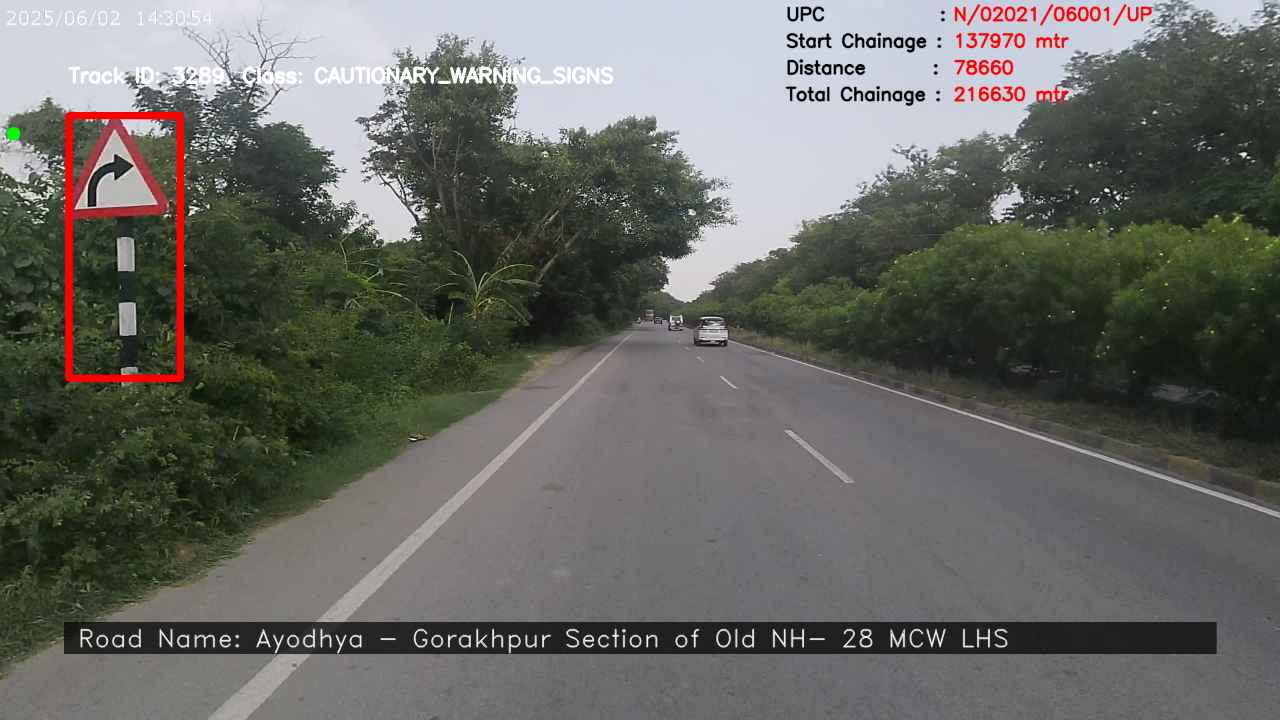 2025/06/02 14:30:54
UPC : N/02021/06001/UP
Start Chainage : 137970 mtr
Distance : 78660
Total Chainage : 216630 mtr
Track ID: 3289, Class: CAUTIONARY_WARNING_SIGNS
Road Name: Ayodhya - Gorakhpur Section of Old NH- 28 MCW LHS